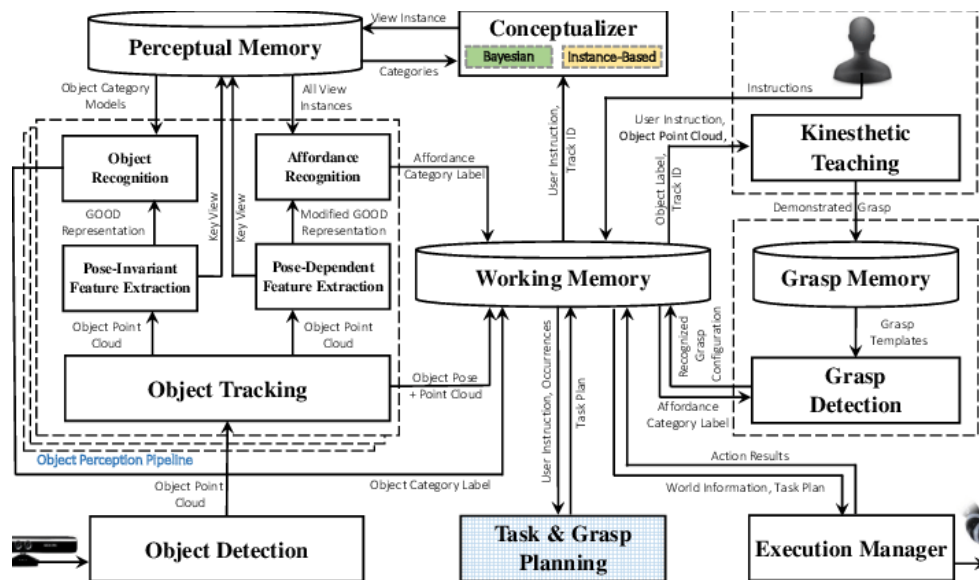 View Instance
Conceptualizer
Bayesian
Instance-Based
Perceptual Memory
Categories
Object Category
Models
All View
Instances
Instructions
User Instruction,
Object Point Cloud,
Kinesthetic
Teaching
Object
Recognition
Affordance
Recognition
Affordance
Category Label
User Instruction,
Track ID
Object Label,
Track ID
GOOD
Representation
Key View
Key View
Modified GOOD
Representation
Demonstrated Grasp
Pose-Invariant
Feature Extraction
Pose-Dependent
Feature Extraction
Working Memory
Grasp Memory
Object Point
Cloud
Object Point
Cloud
Grasp
Templates
Object Tracking
Object Pose
+ Point Cloud
User Instruction, Occurrences
Task Plan
Recognized
Grasp
Configuration
Grasp
Detection
Affordance
Category Label
Object Perception Pipeline
Action Results
Object Point
Cloud
Object Category Label
World Information, Task Plan
Object Detection
Task & Grasp
Planning
Execution Manager